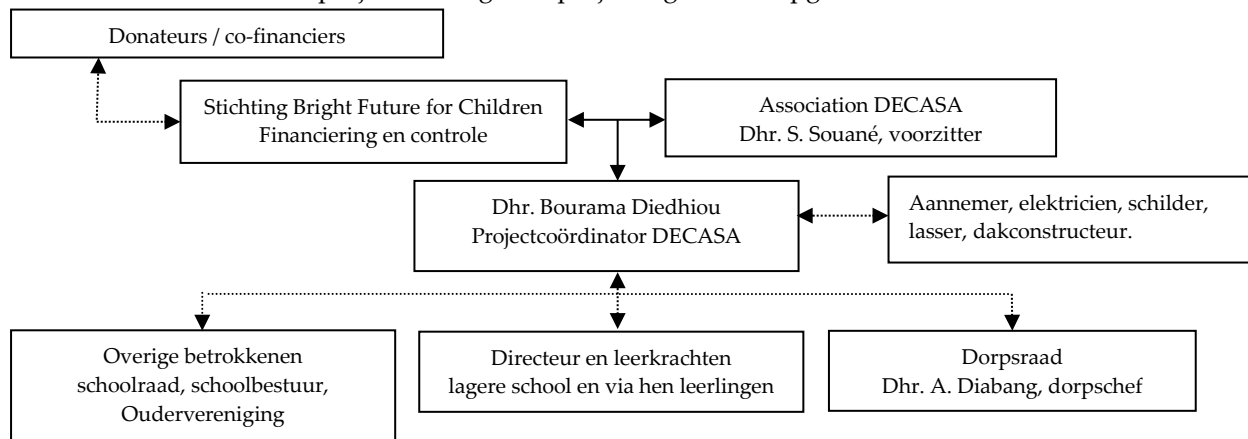 Donateurs / co-financiers
Stichting Bright Future for Children
Financiering en controle
Association DECASA
Dhr. S. Souané, voorzitter
Dhr. Bourama Diedhiou
Projectcoördinator DECASA
Aannemer, elektricien, schilder,
lasser, dakconstructeur.
Overige betrokkenen
schoolraad, schoolbestuur,
Oudervereniging
Directeur en leerkrachten
lagere school en via hen leerlingen
Dorpsraad
Dhr. A. Diabang, dorpschef